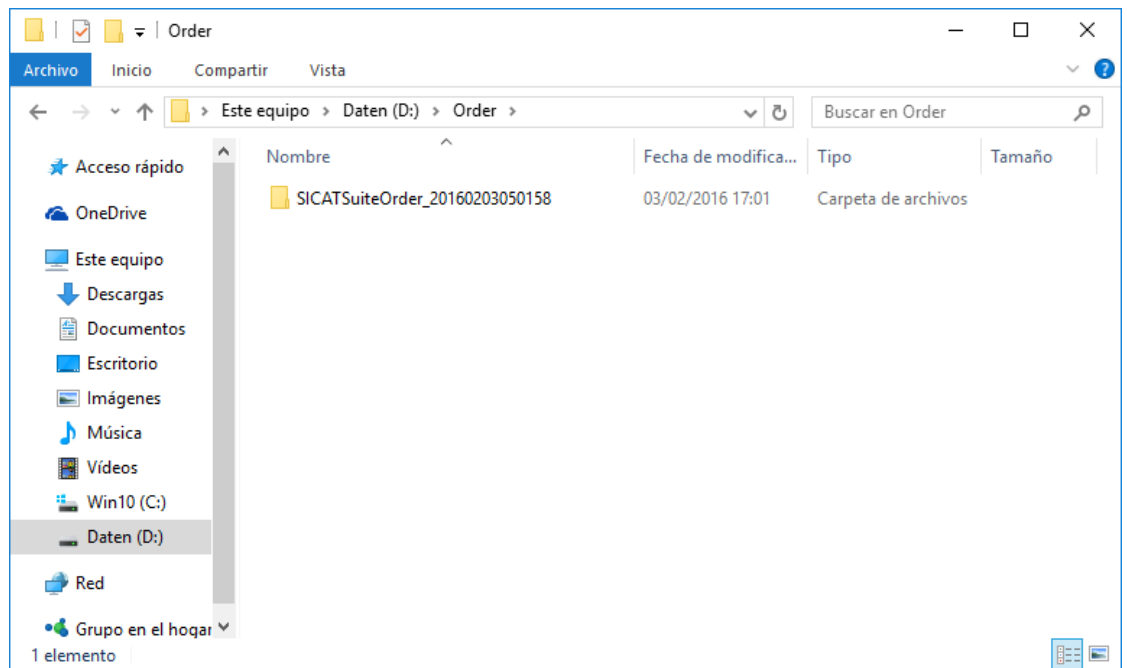 Order
Archivo Inicio Compartir Vista
Este equipo > Daten (D:) > Order > Buscar en Order
Nombre Fecha de modifica... Tipo Tamaño
SICATSuiteOrder_20160203050158 03/02/2016 17:01 Carpeta de archivos
Acceso rápido
OneDrive
Este equipo
Descargas
Documentos
Escritorio
Imágenes
Música
Vídeos
Win10 (C:)
Daten (D:)
Red
Grupo en el hogar
1 elemento